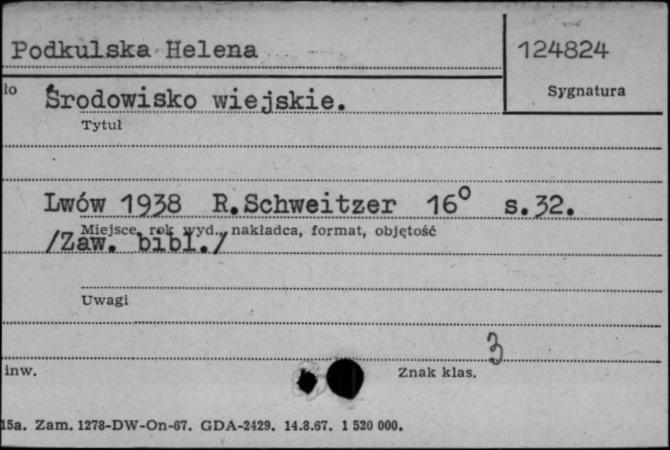 Podkulska Helena
124824
Sygnatura
Środowisko wiejskie.
Tytuł
Lwów 1938 R.Schweitzer 16° s.32.
Miejsce, rok wyd., nakładca, format, objętość
/Zaw. bibl./
Uwagi
3
inw.
Znak klas.
15a. Zam. 1278-DW-On-67. GDA-2429. 14.8.67. 1 520 000.